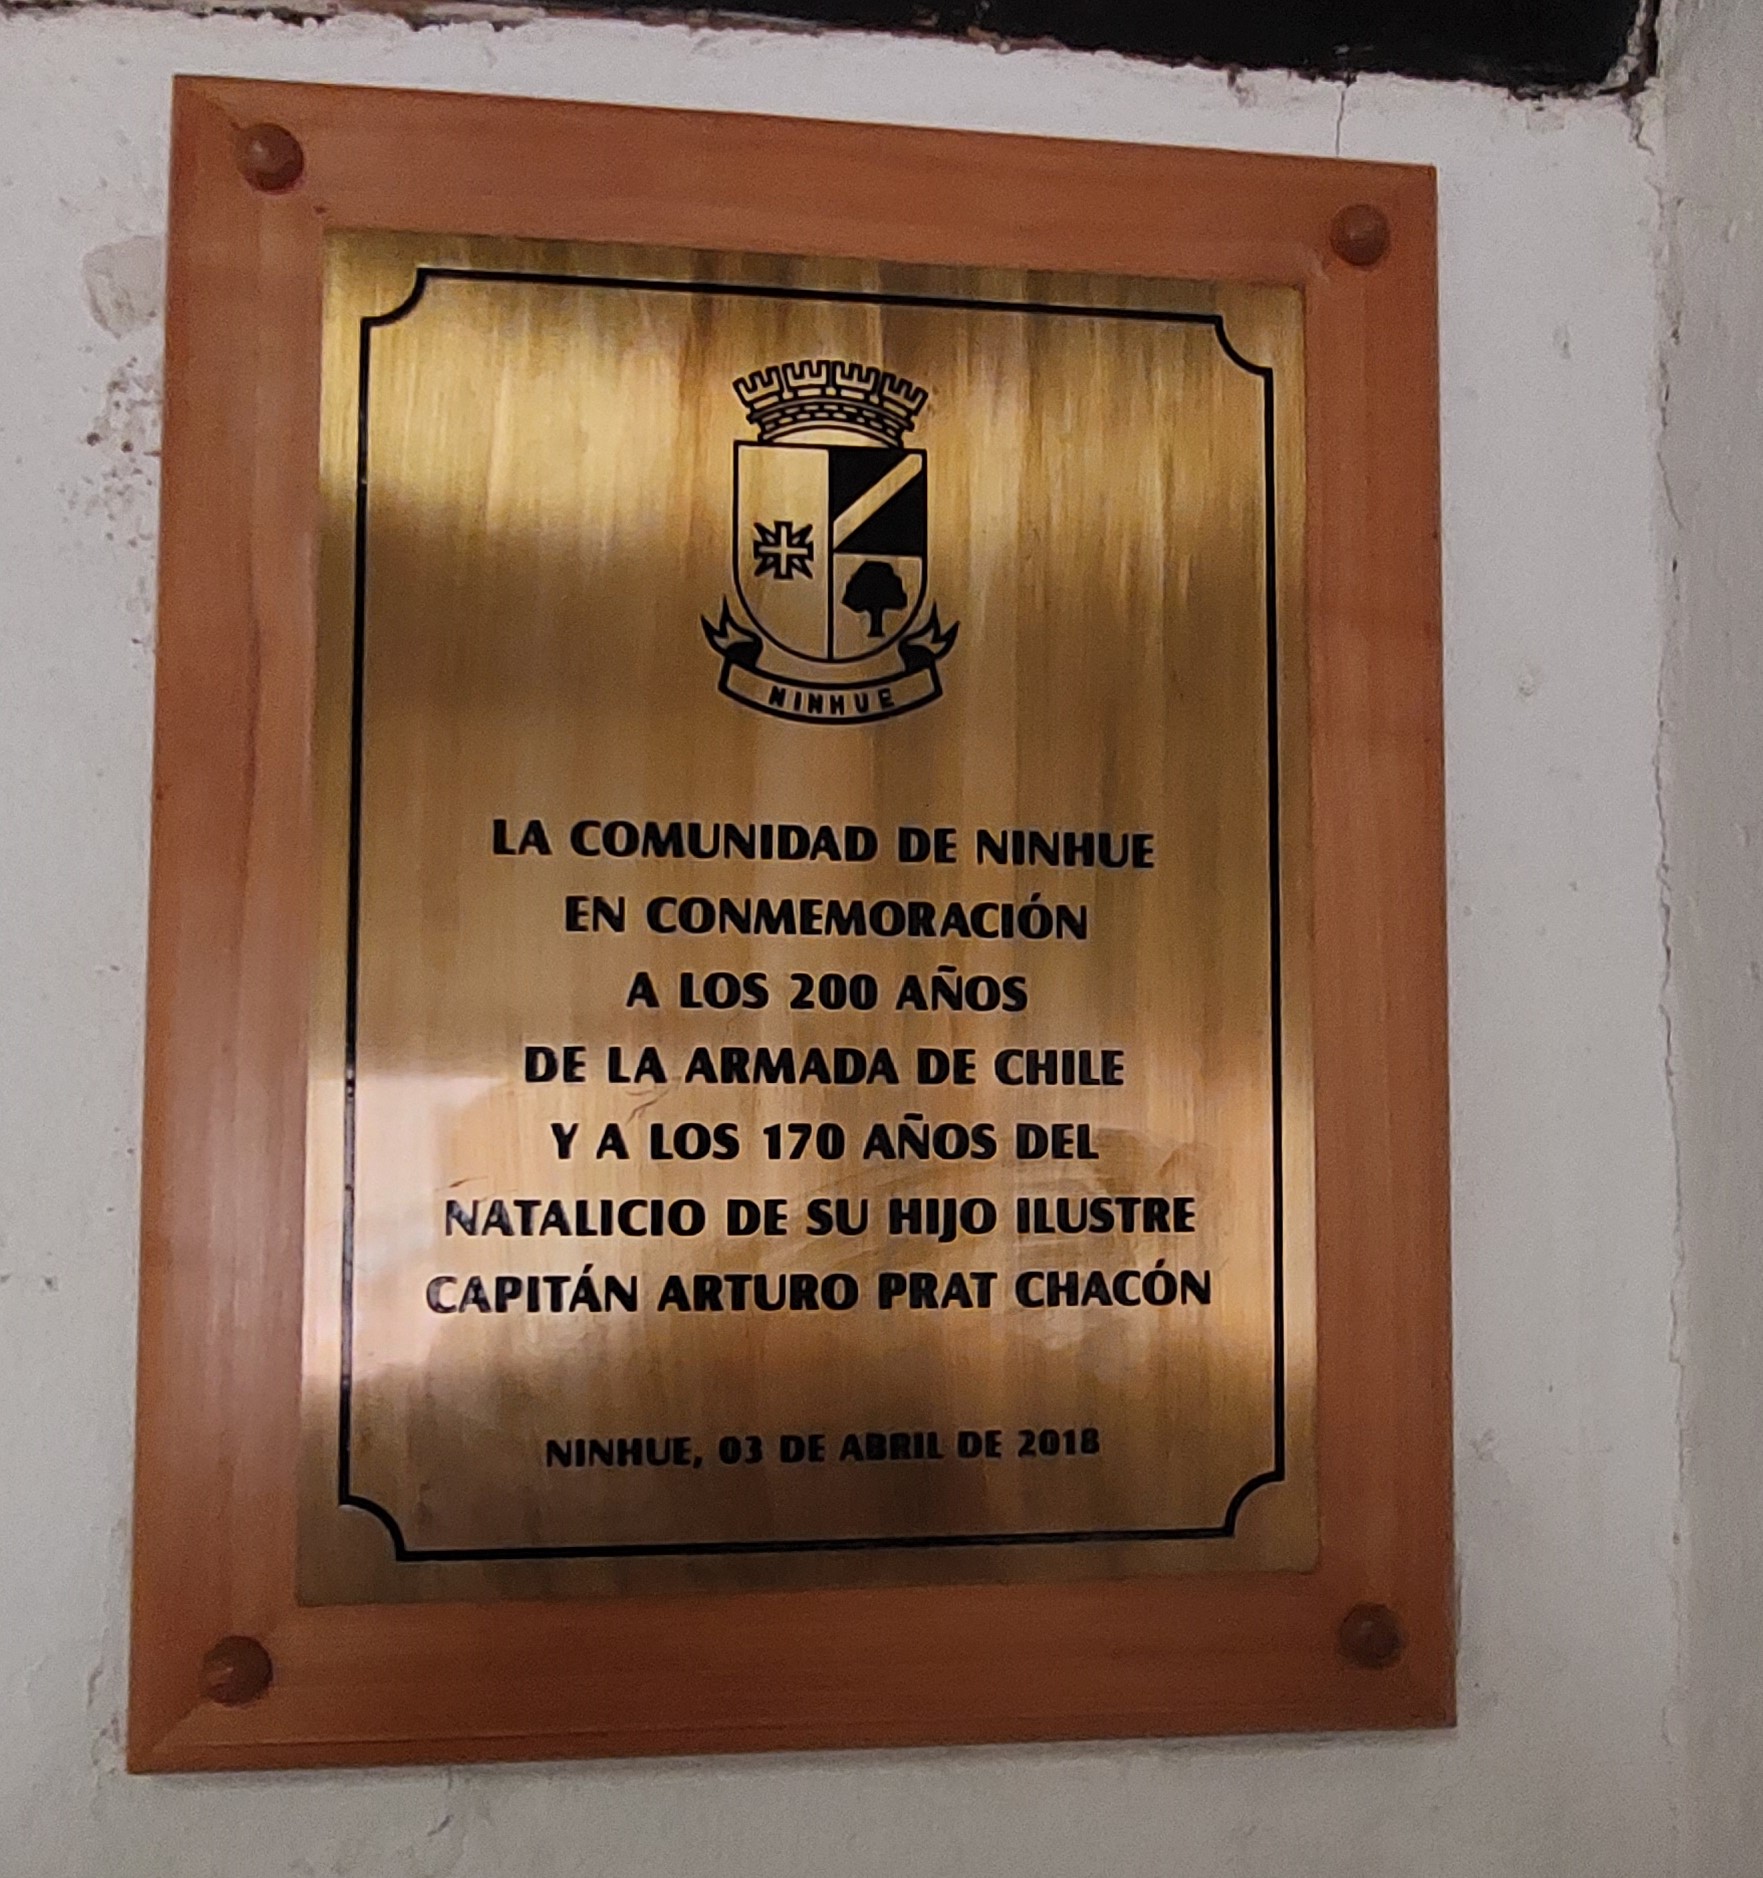 NINHUE
LA COMUNIDAD DE NINHUE
EN CONMEMORACIÓN
A LOS 200 AÑOS
DE LA ARMADA DE CHILE
Y A LOS 170 AÑOS DEL
NATALICIO DE SU HIJO ILUSTRE
CAPITÁN ARTURO PRAT CHACÓN
NINHUE, 03 DE ABRIL DE 2018